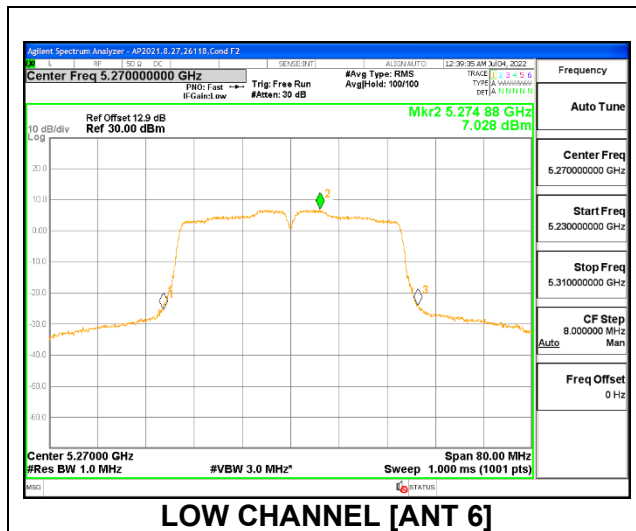 Agilent Spectrum Analyzer - AP2021.8.27,26118,Cond F2
L RF 50 Ω DC SENSE:INT ALIGN AUTO 12:39:35 AM Jul 04, 2022
Center Freq 5.270000000 GHz
PNO: Fast
IFGain:Low
Trig: Free Run
#Atten: 30 dB
#Avg Type: RMS
Avg|Hold: 100/100
TRACE 1 2 3 4 5 6
TYPE A
DET A N N N N N
Frequency
Auto Tune
Center Freq
5.270000000 GHz
Start Freq
5.230000000 GHz
Stop Freq
5.310000000 GHz
CF Step
8.000000 MHz
Auto Man
Freq Offset
0 Hz
Mkr2 5.274 88 GHz
7.028 dBm
Ref Offset 12.9 dB
10 dB/div Ref 30.00 dBm
Log
20.0
10.0
0.00
-10.0
-20.0
-30.0
-40.0
-50.0
-60.0
2
3
Center 5.27000 GHz Span 80.00 MHz
#Res BW 1.0 MHz #VBW 3.0 MHz* Sweep 1.000 ms (1001 pts)
MSG STATUS
LOW CHANNEL [ANT 6]